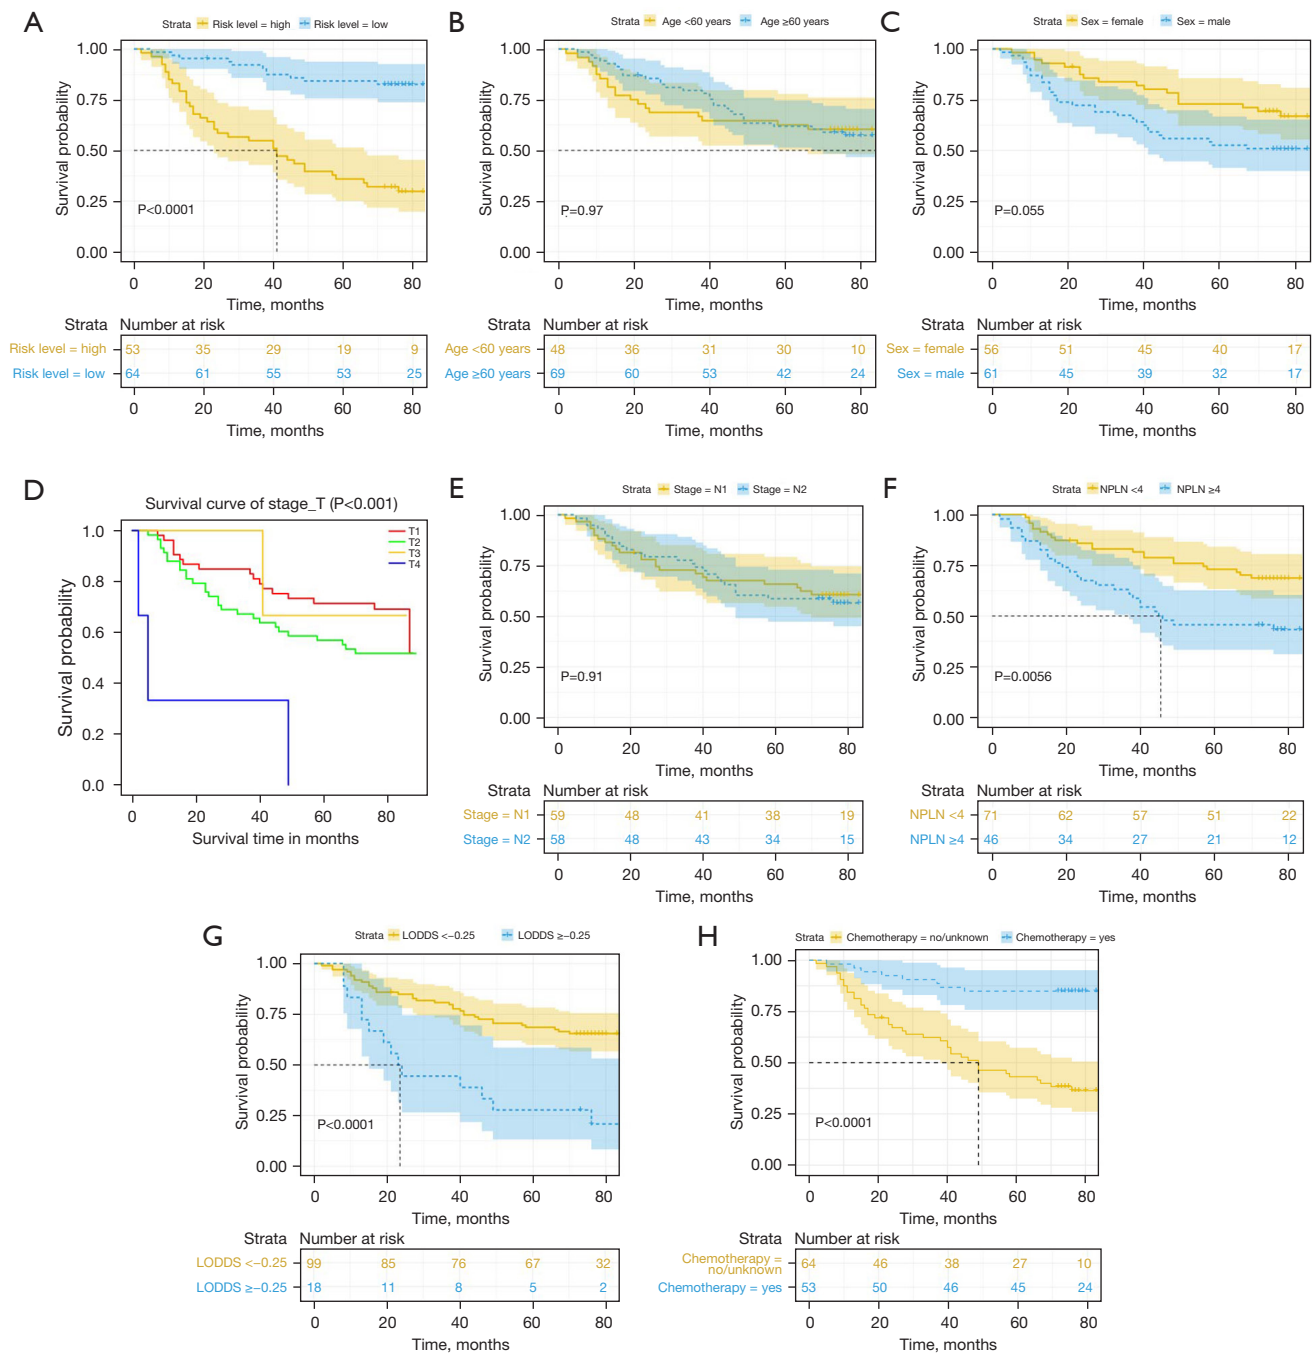 A
Strata Risk level = high Risk level = low
1.00
0.75
0.50
0.25
0.00
Survival probability
P<0.0001
0 20 40 60 80
Time, months
Strata Number at risk
Risk level = high 53 35 29 19 9
Risk level = low 64 61 55 53 25
0 20 40 60 80
Time, months
B
Strata Age <60 years Age ≥60 years
1.00
0.75
0.50
0.25
0.00
Survival probability
P=0.97
0 20 40 60 80
Time, months
Strata Number at risk
Age <60 years 48 36 31 30 10
Age ≥60 years 69 60 53 42 24
0 20 40 60 80
Time, months
C
Strata Sex = female Sex = male
1.00
0.75
0.50
0.25
0.00
Survival probability
P=0.055
0 20 40 60 80
Time, months
Strata Number at risk
Sex = female 56 51 45 40 17
Sex = male 61 45 39 32 17
0 20 40 60 80
Time, months
D
Survival curve of stage_T (P<0.001)
1.0
0.8
0.6
0.4
0.2
0.0
Survival probability
T1
T2
T3
T4
0 20 40 60 80
Survival time in months
E
Strata Stage = N1 Stage = N2
1.00
0.75
0.50
0.25
0.00
Survival probability
P=0.91
0 20 40 60 80
Time, months
Strata Number at risk
Stage = N1 59 48 41 38 19
Stage = N2 58 48 43 34 15
0 20 40 60 80
Time, months
F
Strata NPLN <4 NPLN ≥4
1.00
0.75
0.50
0.25
0.00
Survival probability
P=0.0056
0 20 40 60 80
Time, months
Strata Number at risk
NPLN <4 71 62 57 51 22
NPLN ≥4 46 34 27 21 12
0 20 40 60 80
Time, months
G
Strata LODDS <−0.25 LODDS ≥−0.25
1.00
0.75
0.50
0.25
0.00
Survival probability
P<0.0001
0 20 40 60 80
Time, months
Strata Number at risk
LODDS <−0.25 99 85 76 67 32
LODDS ≥−0.25 18 11 8 5 2
0 20 40 60 80
Time, months
H
Strata Chemotherapy = no/unknown Chemotherapy = yes
1.00
0.75
0.50
0.25
0.00
Survival probability
P<0.0001
0 20 40 60 80
Time, months
Strata Number at risk
Chemotherapy =
no/unknown 64 46 38 27 10
Chemotherapy = yes 53 50 46 45 24
0 20 40 60 80
Time, months